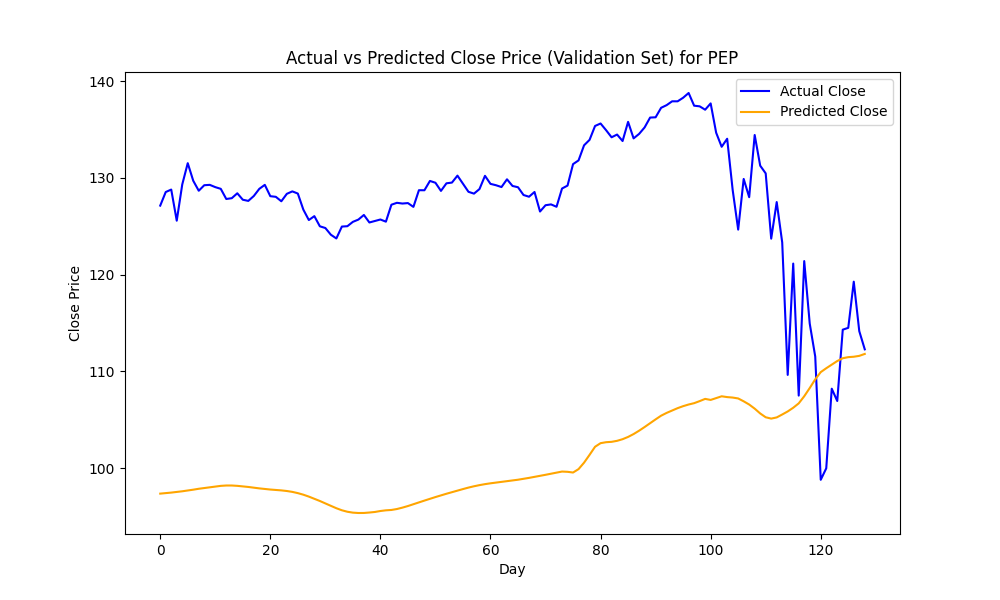 Actual vs Predicted Close Price (Validation Set) for PEP
Actual Close
Predicted Close
Close Price
140
130
120
110
100
0 20 40 60 80 100 120
Day